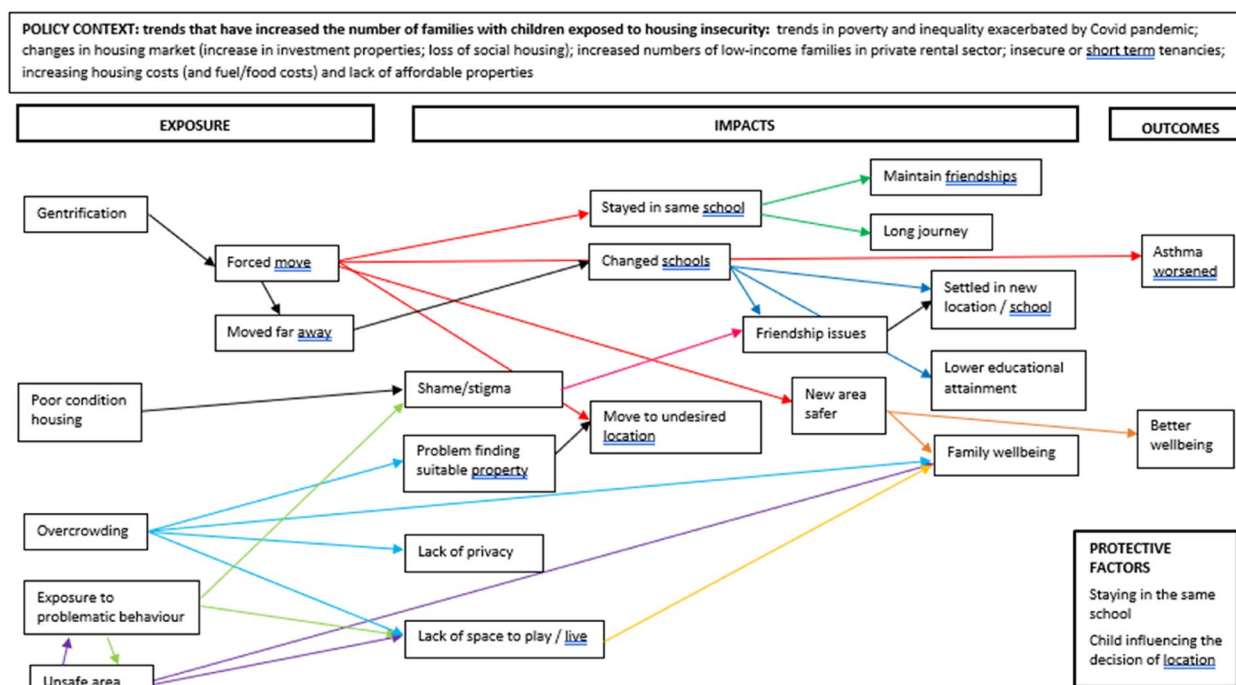 POLICY CONTEXT: trends that have increased the number of families with children exposed to housing insecurity: trends in poverty and inequality exacerbated by Covid pandemic;
changes in housing market (increase in investment properties; loss of social housing); increased numbers of low-income families in private rental sector; insecure or short term tenancies;
increasing housing costs (and fuel/food costs) and lack of affordable properties
EXPOSURE
IMPACTS
OUTCOMES
Gentrification
Forced move
Moved far away
Poor condition
housing
Overcrowding
Exposure to
problematic behaviour
Unsafe area
Stayed in same school
Changed schools
Maintain friendships
Long journey
Settled in new
location / school
Friendship issues
Lower educational
attainment
Shame/stigma
Move to undesired
location
New area
safer
Problem finding
suitable property
Family wellbeing
Lack of privacy
Lack of space to play / live
Asthma
worsened
Better
wellbeing
PROTECTIVE
FACTORS
Staying in the same
school
Child influencing the
decision of location